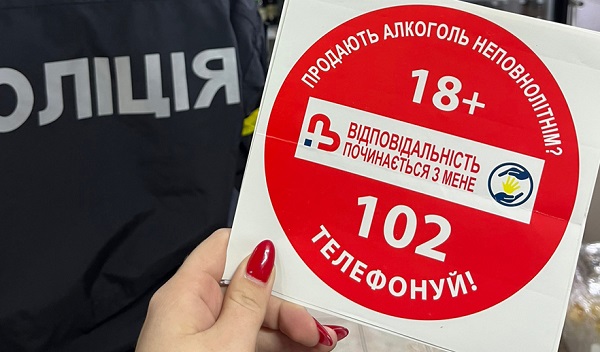 ОЛІЦІЯ
ПРОДАЮТЬ АЛКОГОЛЬ НЕПОВНОЛІТНІМ?
18+
ВІДПОВІДАЛЬНІСТЬ
ПОЧИНАЄТЬСЯ З МЕНЕ
102
ТЕЛЕФОНУЙ!